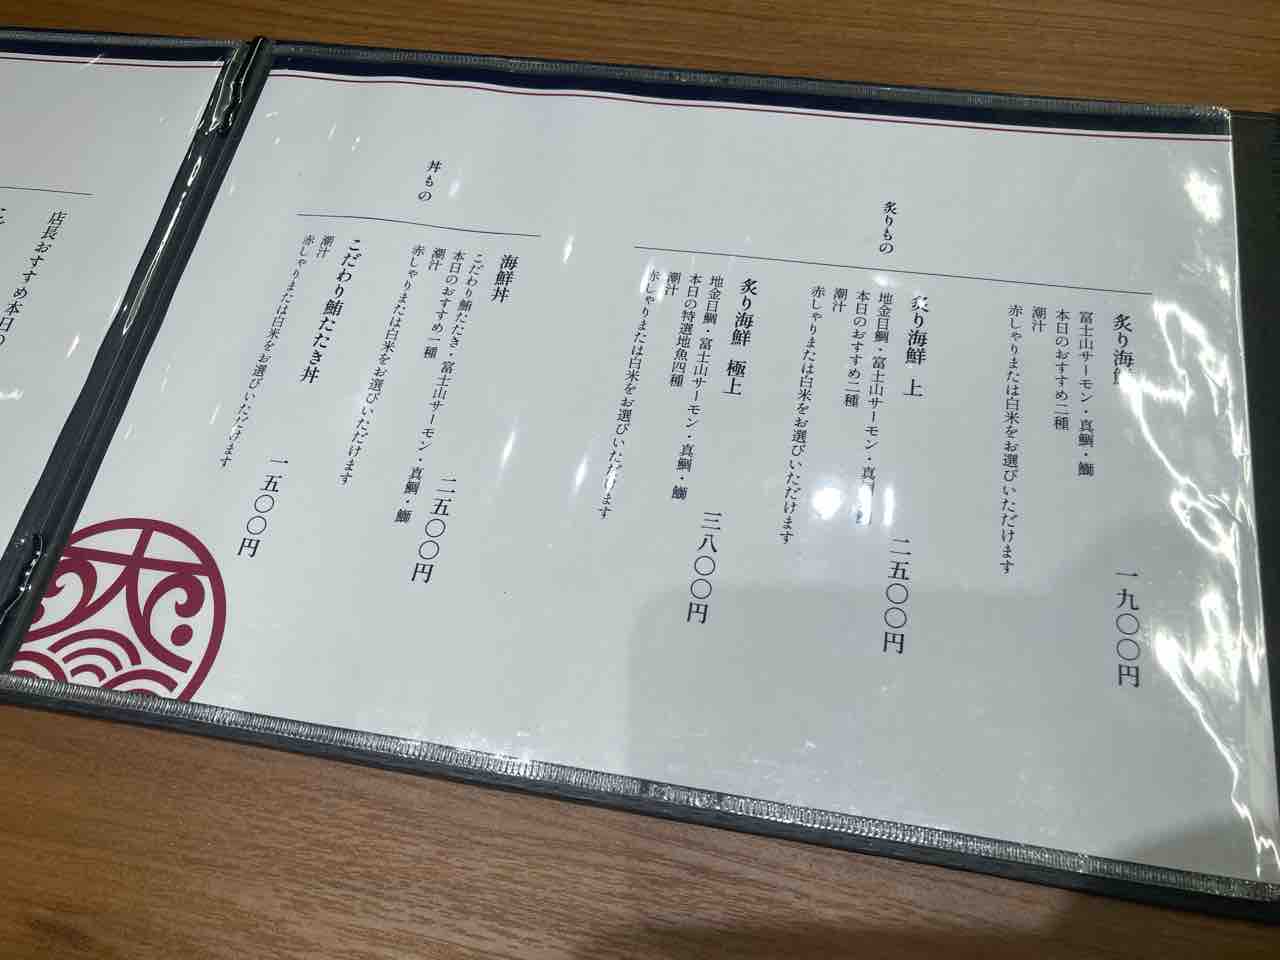 炙りもの
炙り海鮮
富士山サーモン・真鯛・鰤
本日のおすすめ二種
潮汁
赤しゃりまたは白米をお選びいただけます
一九〇〇円
炙り海鮮 上
地金目鯛・富士山サーモン・真鯛・鰤
本日のおすすめ二種
潮汁
赤しゃりまたは白米をお選びいただけます
二五〇〇円
炙り海鮮 極上
地金目鯛・富士山サーモン・真鯛・鰤
本日の特選地魚四種
潮汁
赤しゃりまたは白米をお選びいただけます
三八〇〇円
丼もの
海鮮丼
こだわり鮪たたき・富士山サーモン・真鯛・鰤
本日のおすすめ一種
潮汁
赤しゃりまたは白米をお選びいただけます
二五〇〇円
こだわり鮪たたき丼
潮汁
赤しゃりまたは白米をお選びいただけます
一五〇〇円
店長おすすめ本日の